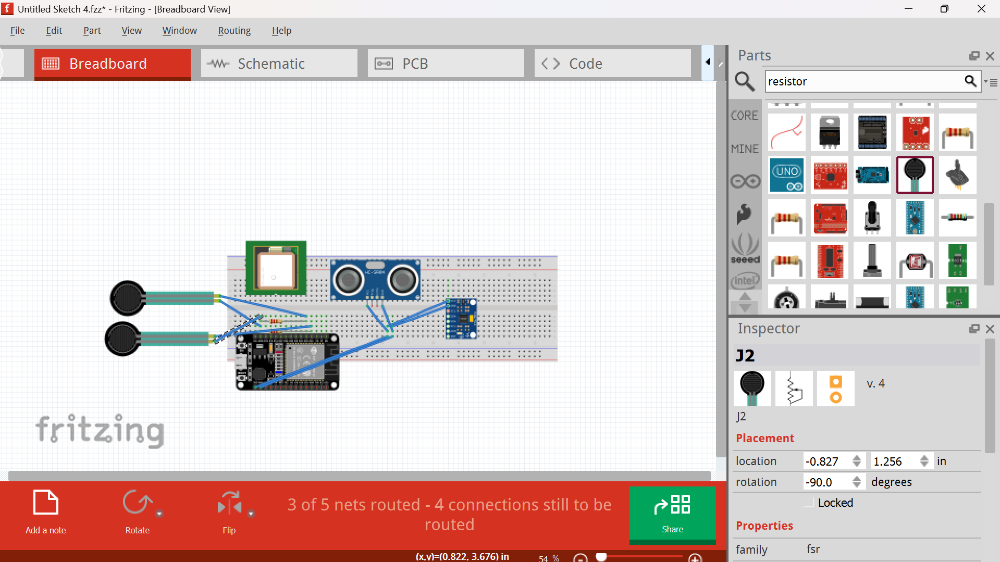 Untitled Sketch 4.fzz* - Fritzing - [Breadboard View]
File Edit Part View Window Routing Help
Breadboard Schematic PCB Code
Parts
resistor
CORE
MINE
UNO
seeed
intel
HC-SR04
fritzing
Inspector
J2
v. 4
J2
Placement
location -0.827 1.256 in
rotation -90.0 degrees
Locked
Properties
family fsr
Add a note
Rotate
Flip
3 of 5 nets routed - 4 connections still to be
routed
Share
(x,y)=(0.822, 3.676) in 54 %